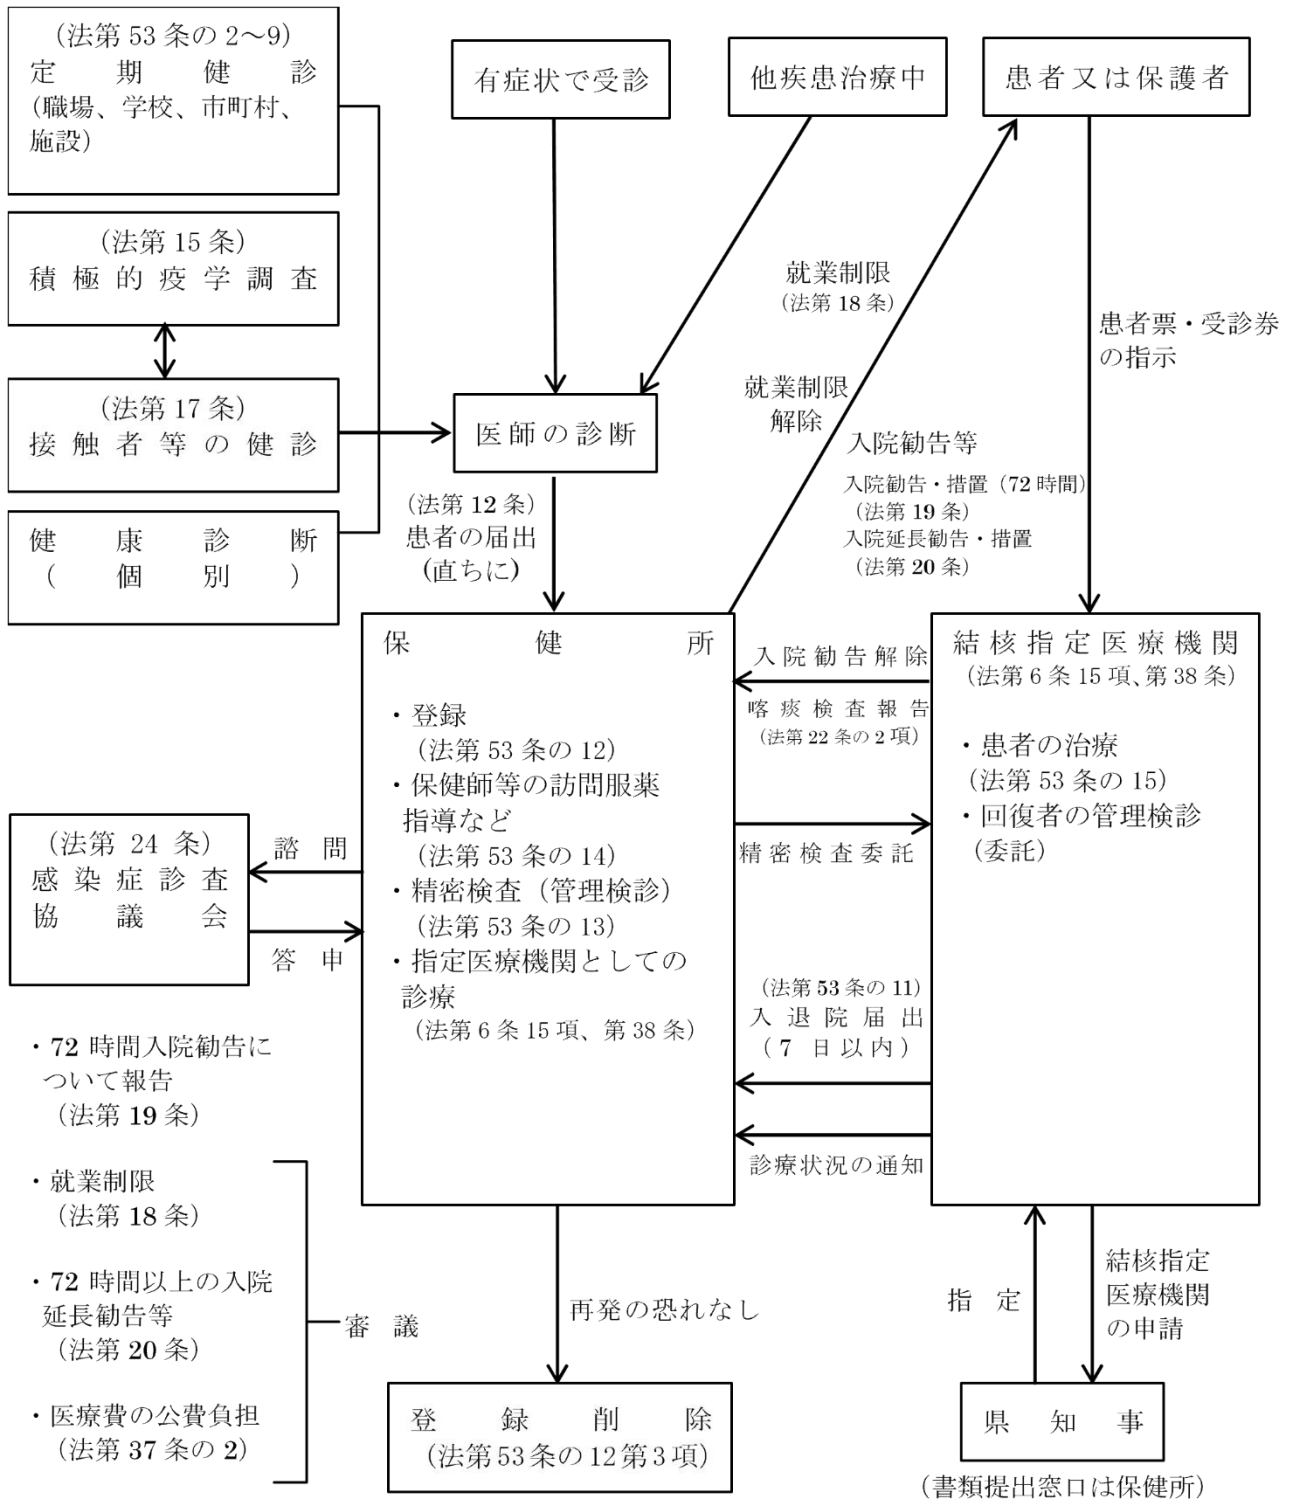 (法第 53 条の 2～9)
定期健診
(職場、学校、市町村、
施設)
有症状で受診
他疾患治療中
患者又は保護者
(法第 15 条)
積極的疫学調査
(法第 17 条)
接触者等の健診
健康診断
(個別)
医師の診断
就業制限
(法第 18 条)
就業制限
解除
患者票・受診券
の指示
入院勧告等
入院勧告・措置(72 時間)
(法第 19 条)
入院延長勧告・措置
(法第 20 条)
(法第 12 条)
患者の届出
(直ちに)
保健所
・登録
(法第 53 条の 12)
・保健師等の訪問服薬
指導など
(法第 53 条の 14)
・精密検査(管理検診)
(法第 53 条の 13)
・指定医療機関としての
診療
(法第 6 条 15 項、第 38 条)
入院勧告解除
喀痰検査報告
(法第 22 条の 2 項)
精密検査委託
(法第 53 条の 11)
入退院届出
(7 日以内)
診療状況の通知
結核指定医療機関
(法第 6 条 15 項、第 38 条)
・患者の治療
(法第 53 条の 15)
・回復者の管理検診
(委託)
(法第 24 条)
感染症診査
協議会
諮問
答申
・72 時間入院勧告に
ついて報告
(法第 19 条)
・就業制限
(法第 18 条)
・72 時間以上の入院
延長勧告等
(法第 20 条)
・医療費の公費負担
(法第 37 条の 2)
審議
再発の恐れなし
登録削除
(法第 53 条の 12 第 3 項)
指定
結核指定
医療機関
の申請
県知事
(書類提出窓口は保健所)